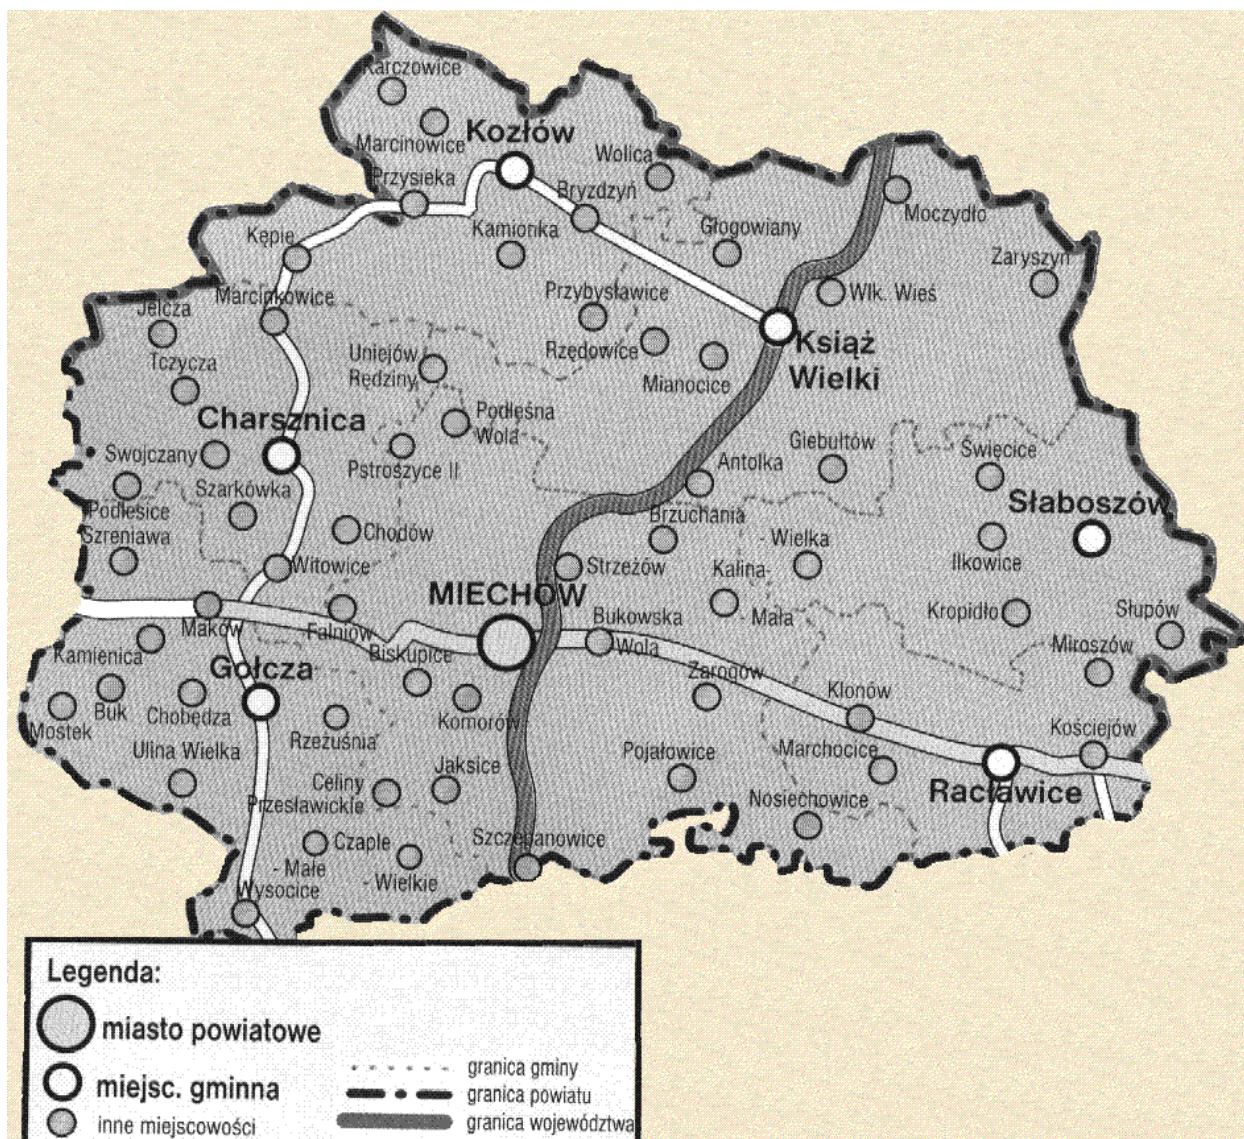 Karczowice
Marcinowice
Kozłów
Wolica
Przysieka
Bryzdzyń
Moczydło
Kępie
Kamionka
Głogowiany
Zaryszyn
Marcinkowice
Przybysławice
Wlk. Wieś
Jelcza
Uniejów
Rędziny
Rzędowice
Książ
Wielki
Tczycza
Mianocice
Charsznica
Podleśna
Wola
Giebułtów
Święcice
Swojczany
Pstroszyce II
Antolka
Szarkówka
Słaboszów
Podlesice
Brzuchania
Szreniawa
Chodów
- Wielka
Ilkowice
Witowice
Strzeżów
Kalina
- Mała
MIECHÓW
Kropidło
Słupów
Maków
Falniów
Bukowska
Wola
Miroszów
Kamienica
Biskupice
Gołcza
Zarogów
Klonów
Mostek
Buk
Chobędza
Komorów
Kościejów
Rzeżuśnia
Ulina Wielka
Pojałowice
Marchocice
Jaksice
Celiny
Przesławickie
Racławice
Nosiechowice
Czaple
- Małe
- Wielkie
Szczepanowice
Wysocice
Legenda:
miasto powiatowe
miejsc. gminna
inne miejscowości
granica gminy
granica powiatu
granica województwa